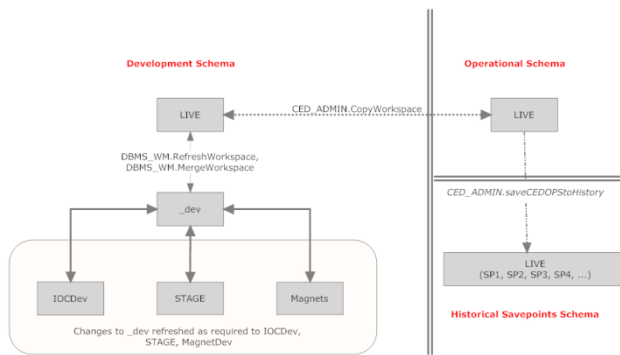 Development Schema
Operational Schema
LIVE
CED_ADMIN.CopyWorkspace
LIVE
DBMS_WM.RefreshWorkspace,
DBMS_WM.MergeWorkspace
CED_ADMIN.saveCEDOPStoHistory
_dev
LIVE
(SP1, SP2, SP3, SP4, ...)
IOCDev
STAGE
Magnets
Historical Savepoints Schema
Changes to _dev refreshed as required to IOCDev,
STAGE, MagnetDev